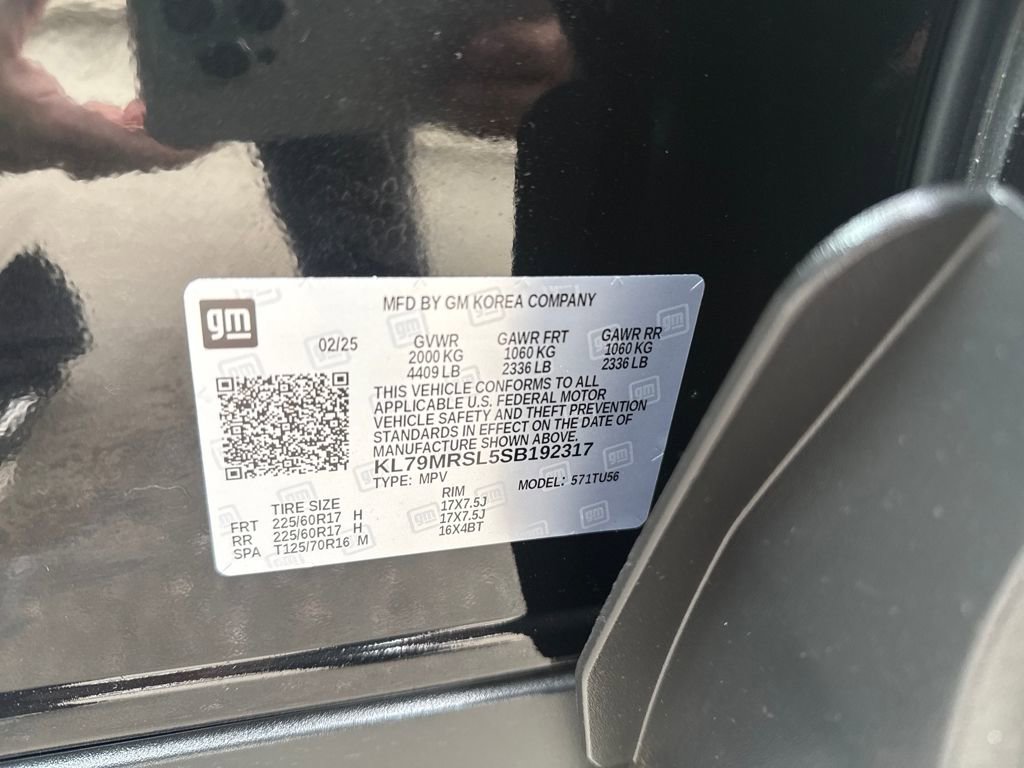 gm
MFD BY GM KOREA COMPANY
02/25 GVWR GAWR FRT GAWR RR
2000 KG 1060 KG 1060 KG
4409 LB 2336 LB 2336 LB
THIS VEHICLE CONFORMS TO ALL
APPLICABLE U.S. FEDERAL MOTOR
VEHICLE SAFETY AND THEFT PREVENTION
STANDARDS IN EFFECT ON THE DATE OF
MANUFACTURE SHOWN ABOVE.
KL79MRSL5SB192317
TYPE: MPV MODEL: 571TU56
TIRE SIZE RIM
FRT 225/60R17 H 17X7.5J
RR 225/60R17 H 17X7.5J
SPA T125/70R16 M 16X4BT